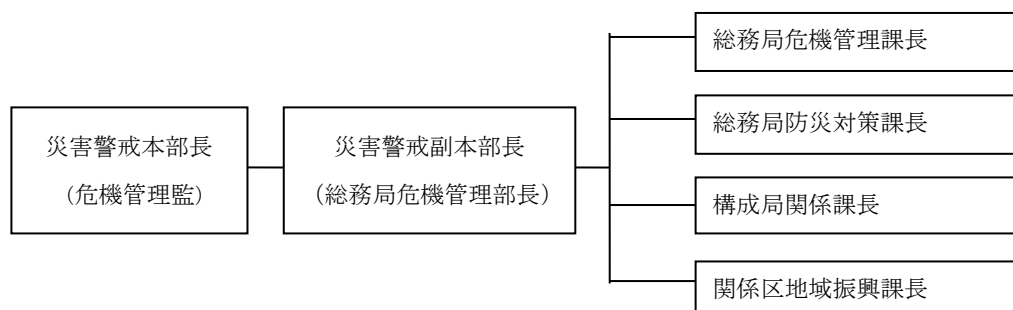 災害警戒本部長
(危機管理監)
災害警戒副本部長
(総務局危機管理部長)
総務局危機管理課長
総務局防災対策課長
構成局関係課長
関係区地域振興課長